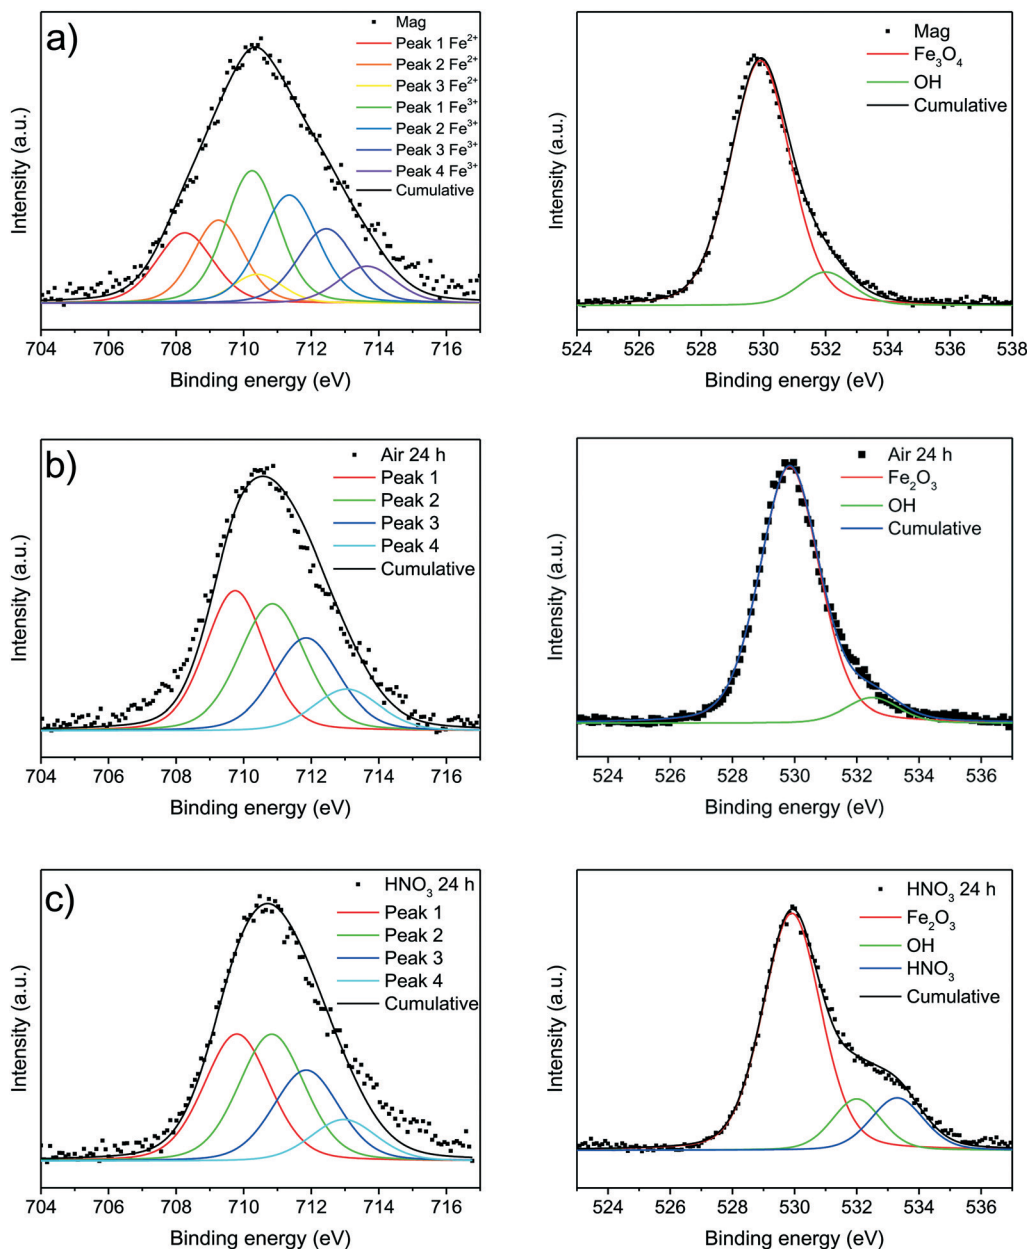 a)
Mag
Peak 1 Fe²⁺
Peak 2 Fe²⁺
Peak 3 Fe²⁺
Peak 1 Fe³⁺
Peak 2 Fe³⁺
Peak 3 Fe³⁺
Peak 4 Fe³⁺
Cumulative
Intensity (a.u.)
704 706 708 710 712 714 716
Binding energy (eV)
Mag
Fe₃O₄
OH
Cumulative
Intensity (a.u.)
524 526 528 530 532 534 536 538
Binding energy (eV)
b)
Air 24 h
Peak 1
Peak 2
Peak 3
Peak 4
Cumulative
Intensity (a.u.)
704 706 708 710 712 714 716
Binding energy (eV)
Air 24 h
Fe₂O₃
OH
Cumulative
Intensity (a.u.)
524 526 528 530 532 534 536
Binding energy (eV)
c)
HNO₃ 24 h
Peak 1
Peak 2
Peak 3
Peak 4
Cumulative
Intensity (a.u.)
704 706 708 710 712 714 716
Binding energy (eV)
HNO₃ 24 h
Fe₂O₃
OH
HNO₃
Cumulative
Intensity (a.u.)
524 526 528 530 532 534 536
Binding energy (eV)